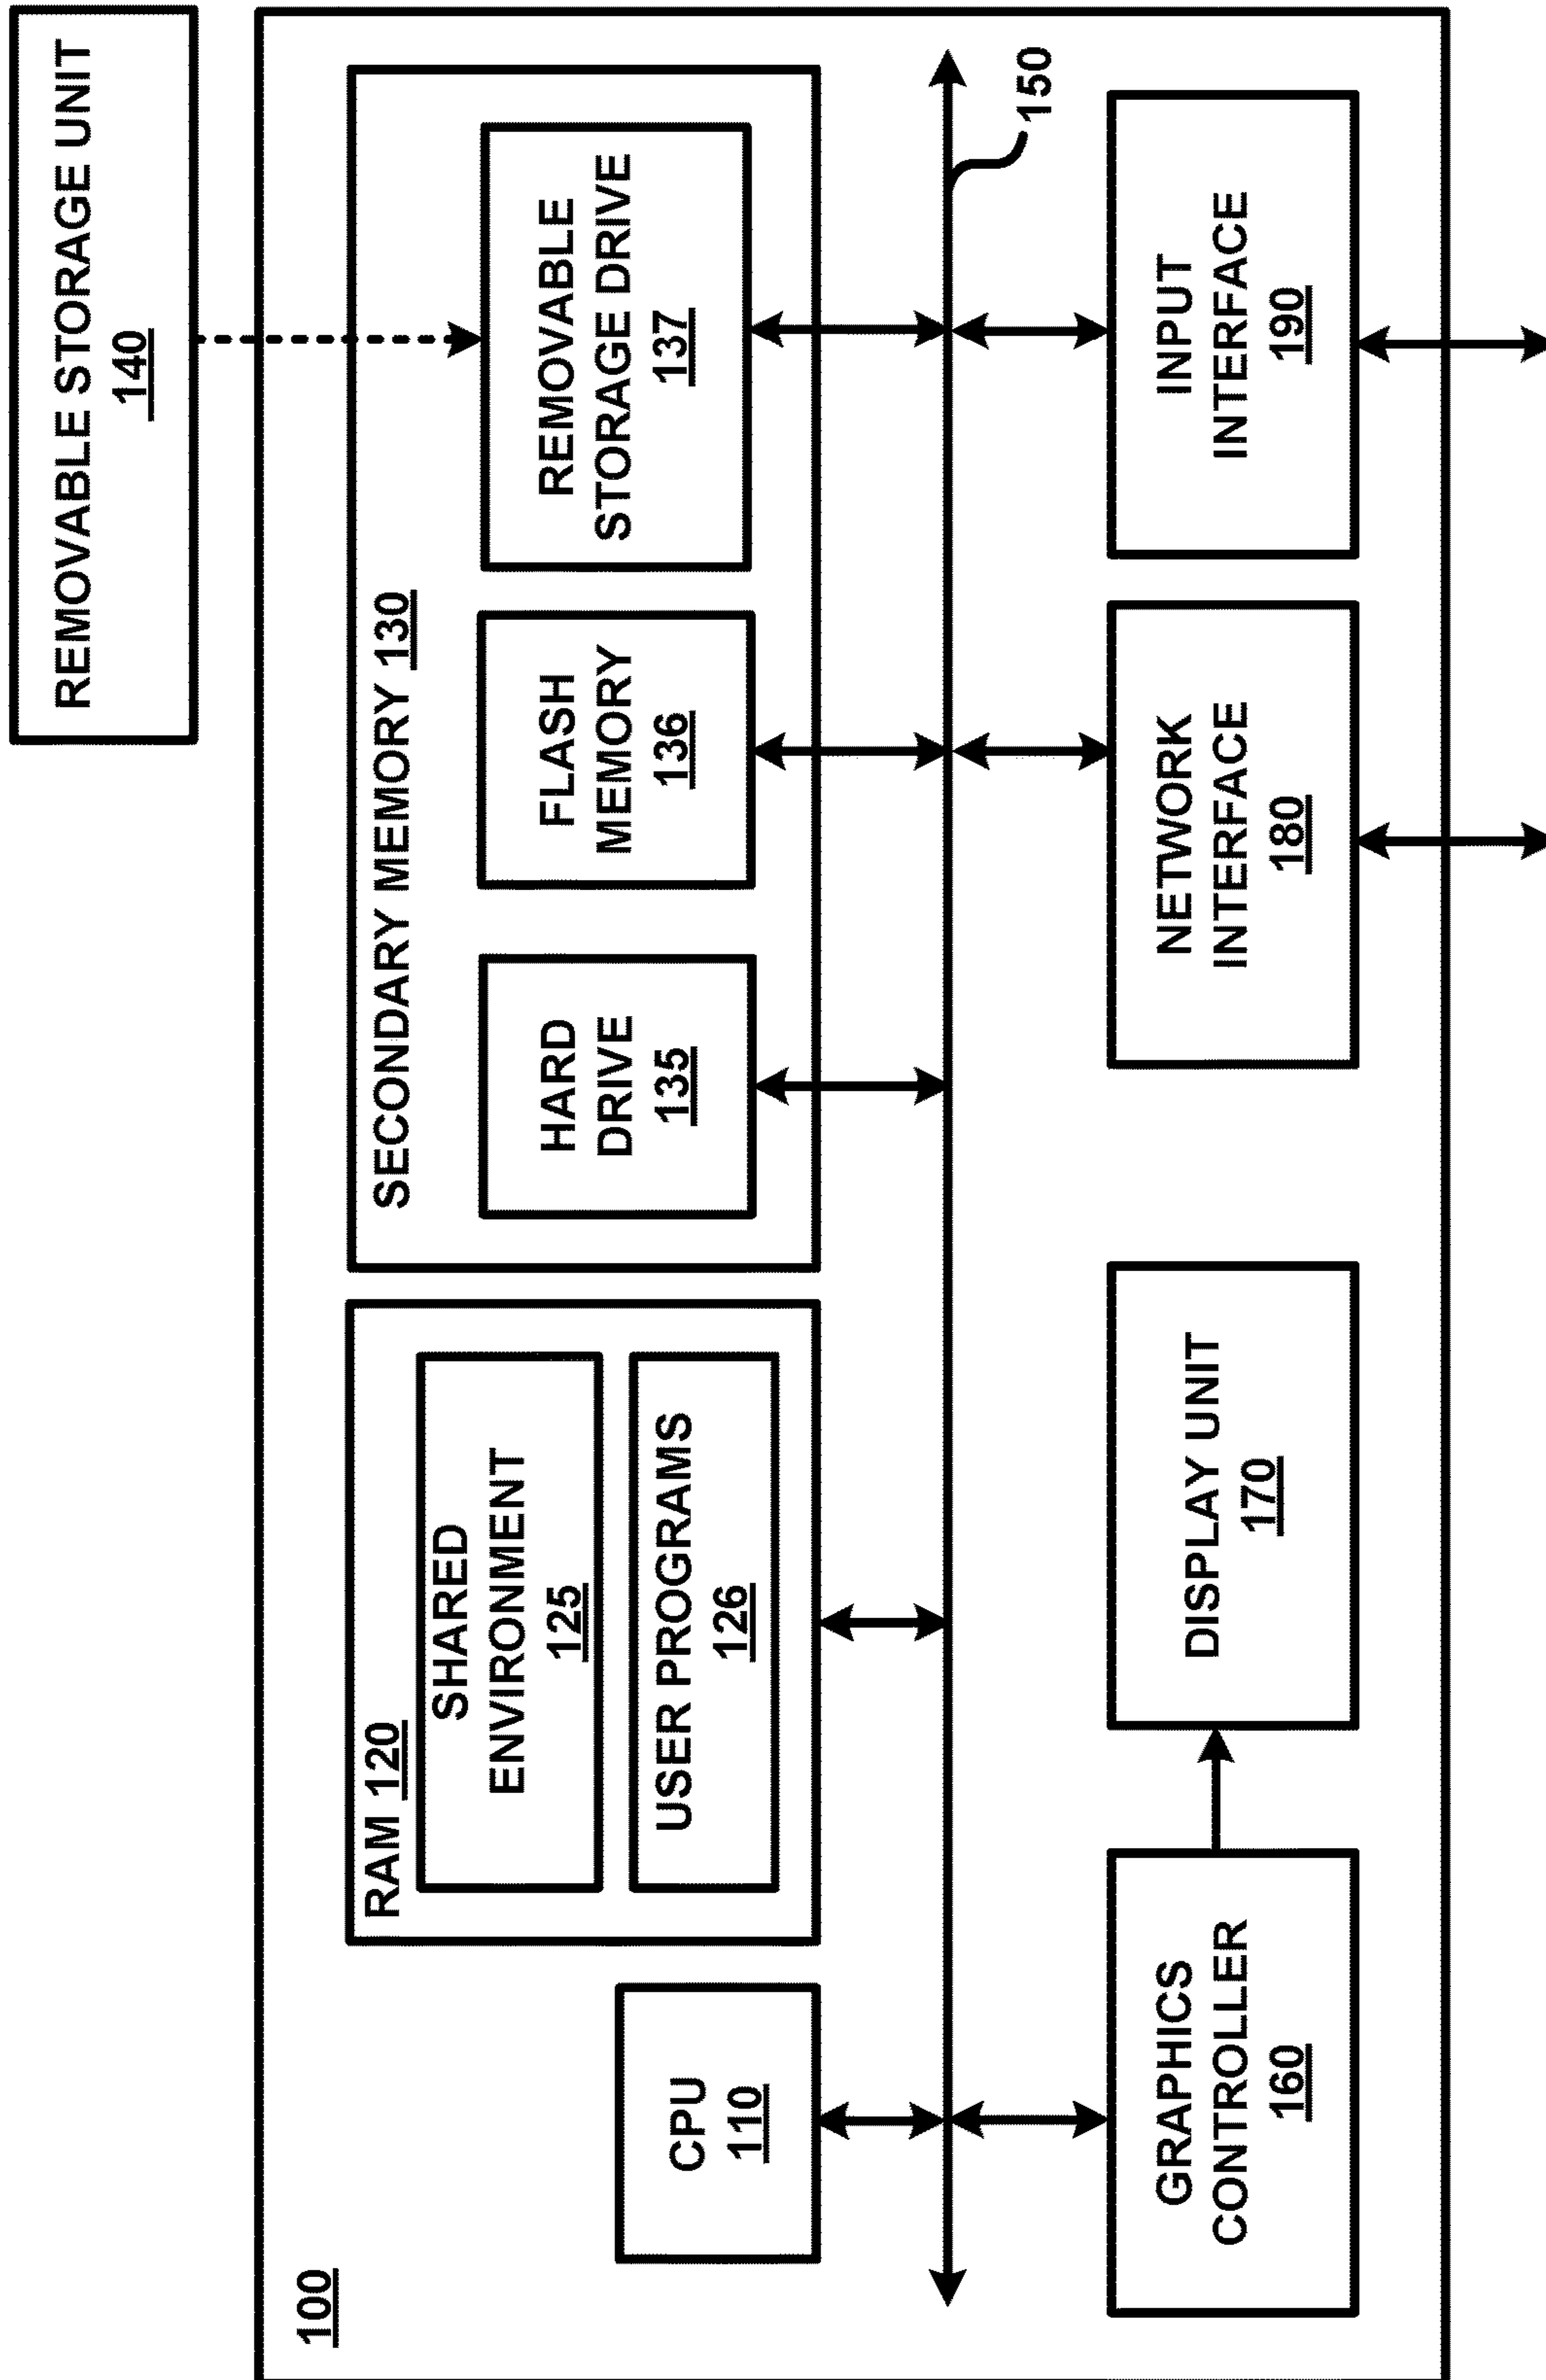 100
CPU
110
RAM 120
SHARED
ENVIRONMENT
125
USER PROGRAMS
126
SECONDARY MEMORY 130
HARD
DRIVE
135
FLASH
MEMORY
136
REMOVABLE
STORAGE DRIVE
137
REMOVABLE STORAGE UNIT
140
150
GRAPHICS
CONTROLLER
160
DISPLAY UNIT
170
NETWORK
INTERFACE
180
INPUT
INTERFACE
190